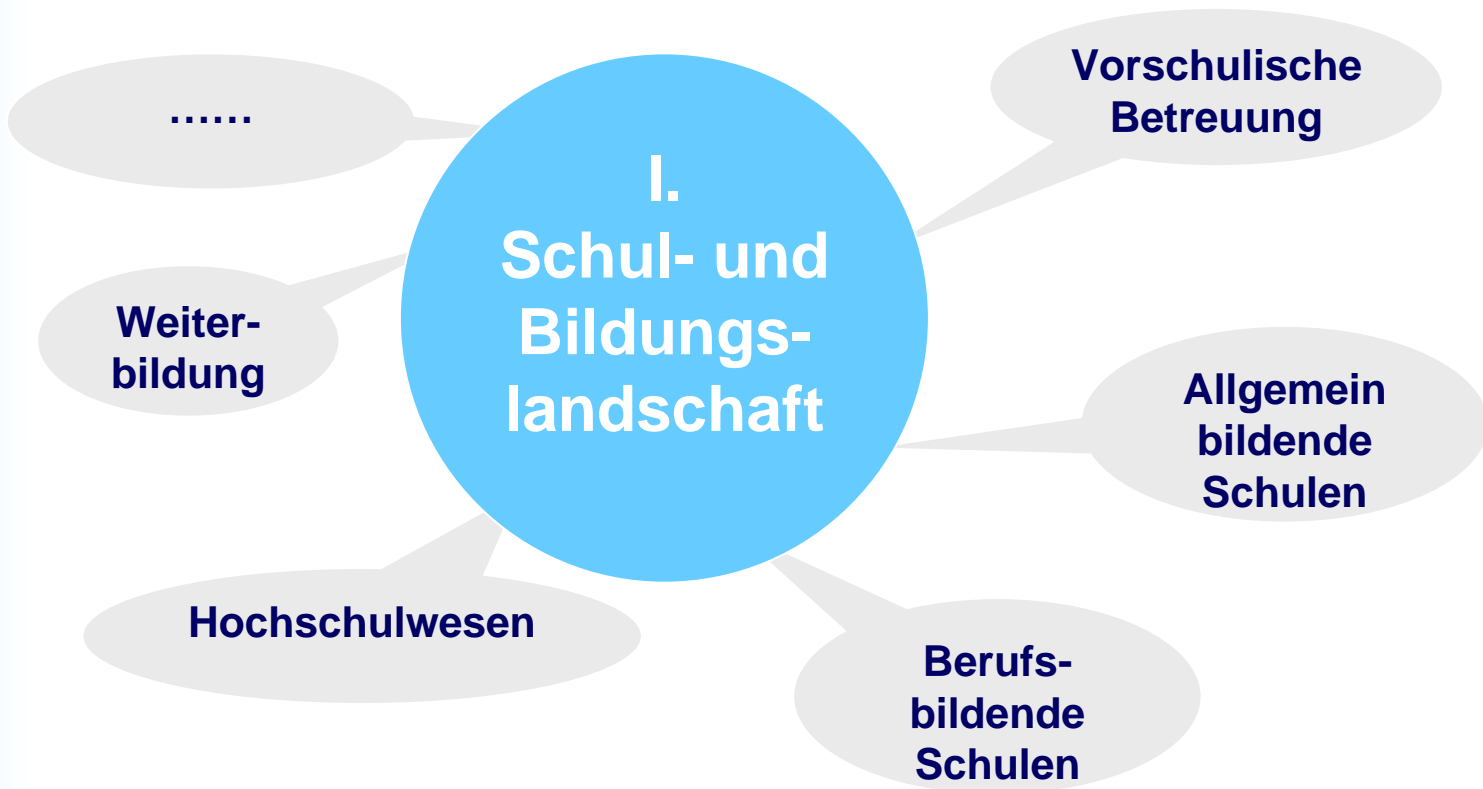 I.
Schul- und
Bildungs-
landschaft
Vorschulische
Betreuung
Allgemein
bildende
Schulen
Berufs-
bildende
Schulen
Hochschulwesen
Weiter-
bildung
……